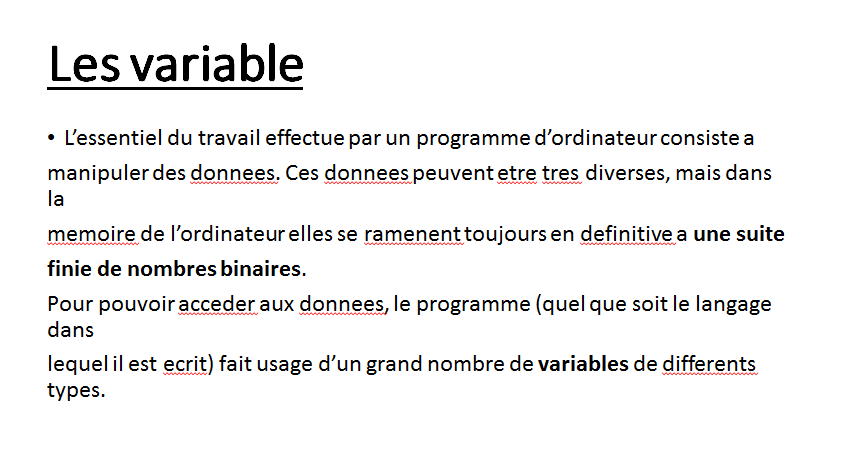 Les variable
• L’essentiel du travail effectue par un programme d’ordinateur consiste a
manipuler des donnees. Ces donnees peuvent etre tres diverses, mais dans
la
memoire de l’ordinateur elles se ramenent toujours en definitive a une suite
finie de nombres binaires.
Pour pouvoir acceder aux donnees, le programme (quel que soit le langage
dans
lequel il est ecrit) fait usage d’un grand nombre de variables de differents
types.